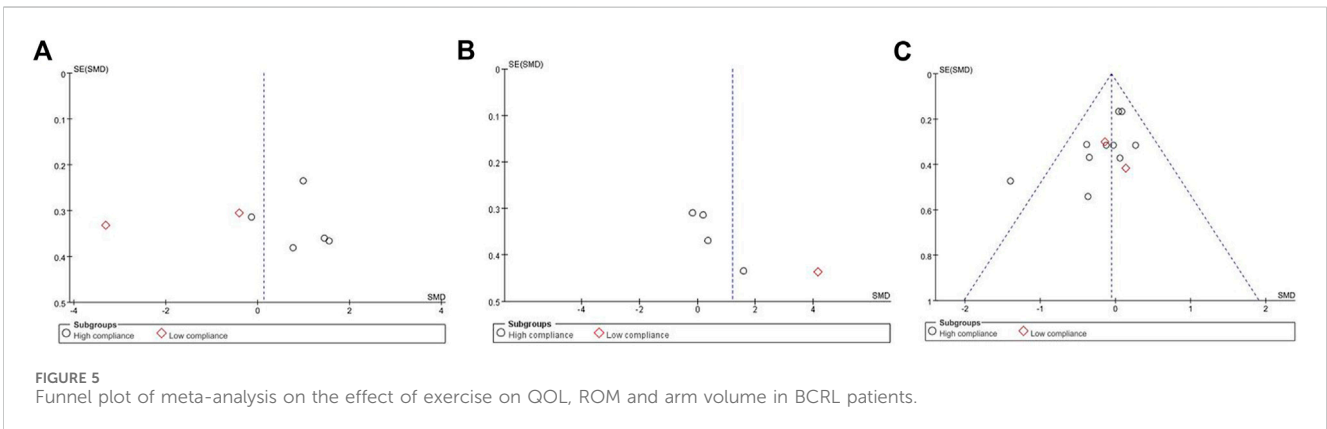 A
SE(SMD)
0
0.1
0.2
0.3
0.4
0.5
-4
-2
0
2
4
SMD
Subgroups
High compliance
Low compliance
B
SE(SMD)
0
0.1
0.2
0.3
0.4
0.5
-4
-2
0
2
4
SMD
Subgroups
High compliance
Low compliance
C
SE(SMD)
0
0.2
0.4
0.6
0.8
1
-2
-1
0
1
2
SMD
Subgroups
High compliance
Low compliance
FIGURE 5
Funnel plot of meta-analysis on the effect of exercise on QOL, ROM and arm volume in BCRL patients.